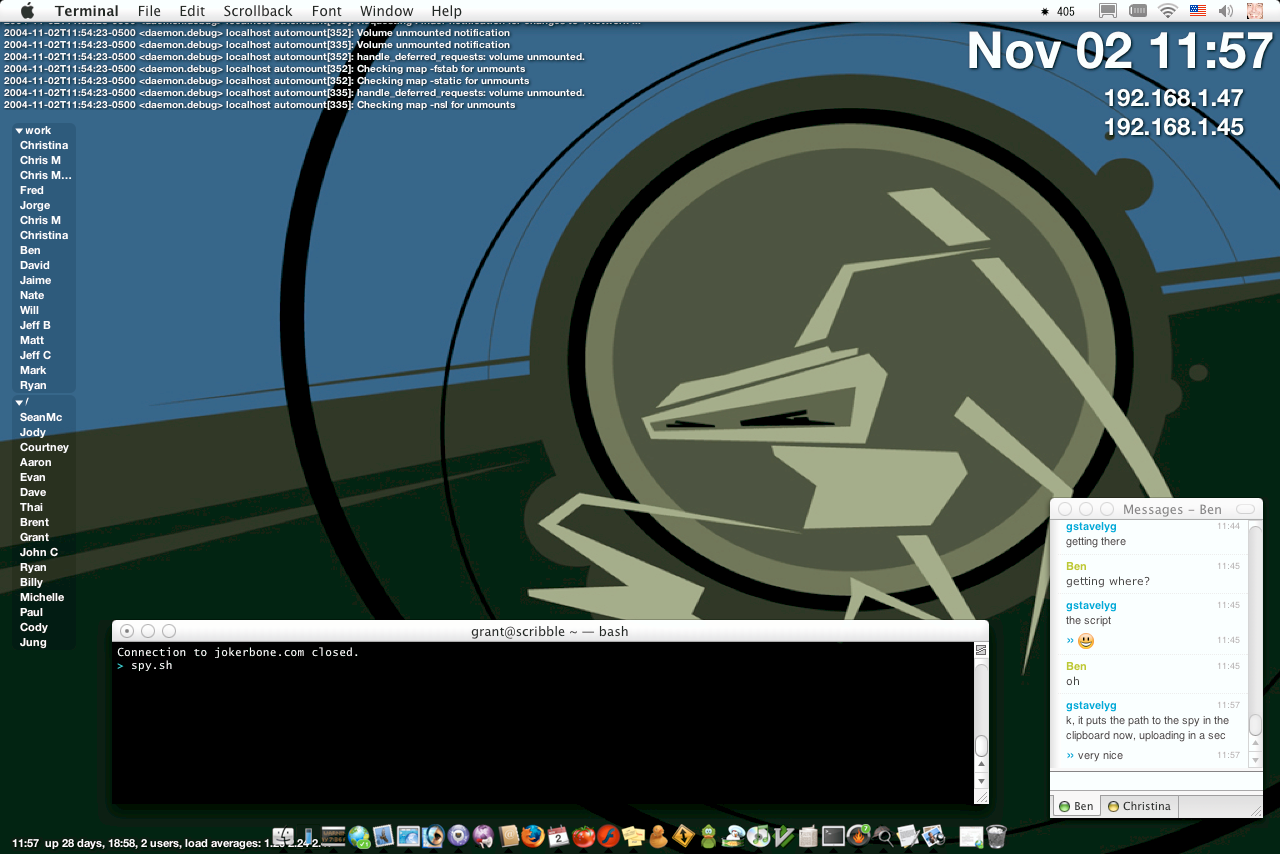 Terminal File Edit Scrollback Font Window Help 405
2004-11-02T11:54:23-0500 <daemon.debug> localhost automount[352]: Volume unmounted notification
2004-11-02T11:54:23-0500 <daemon.debug> localhost automount[335]: Volume unmounted notification
2004-11-02T11:54:23-0500 <daemon.debug> localhost automount[352]: handle_deferred_requests: volume unmounted.
2004-11-02T11:54:23-0500 <daemon.debug> localhost automount[352]: Checking map -fstab for unmounts
2004-11-02T11:54:23-0500 <daemon.debug> localhost automount[352]: Checking map -static for unmounts
2004-11-02T11:54:23-0500 <daemon.debug> localhost automount[335]: handle_deferred_requests: volume unmounted.
2004-11-02T11:54:23-0500 <daemon.debug> localhost automount[335]: Checking map -nsl for unmounts
Nov 02 11:57
192.168.1.47
192.168.1.45
work
Christina
Chris M
Chris M...
Fred
Jorge
Chris M
Christina
Ben
David
Jaime
Nate
Will
Jeff B
Matt
Jeff C
Mark
Ryan
/
SeanMc
Jody
Courtney
Aaron
Evan
Dave
Thai
Brent
Grant
John C
Ryan
Billy
Michelle
Paul
Cody
Jung
grant@scribble ~ — bash
Connection to jokerbone.com closed.
> spy.sh
Messages – Ben
gstavelyg 11:44
getting there
Ben 11:45
getting where?
gstavelyg 11:45
the script
» 11:45
Ben 11:45
oh
gstavelyg 11:57
k, it puts the path to the spy in the
clipboard now, uploading in a sec
» very nice 11:57
Ben Christina
11:57 up 28 days, 18:58, 2 users, load averages: